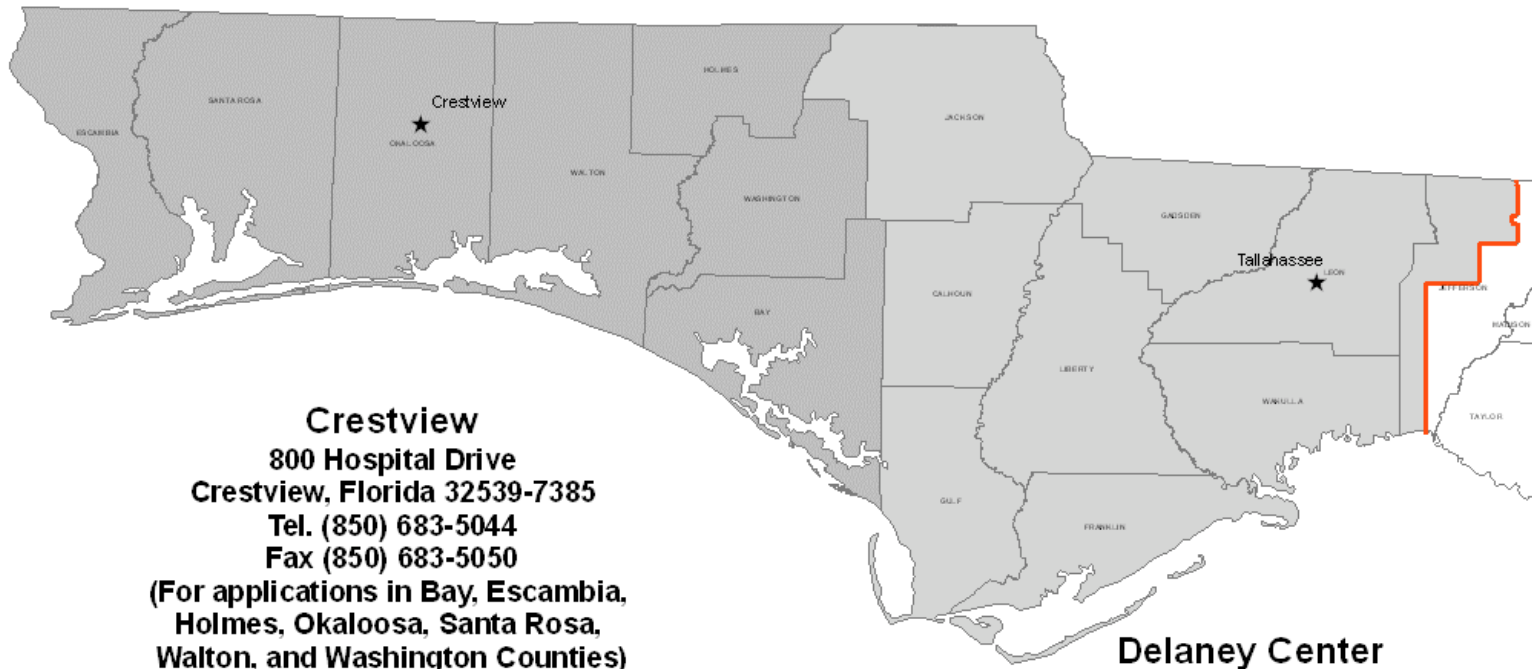 HOLMES
Crestview
SANTA ROSA
JACKSON
ESCAMBIA
OKALOOSA
WALTON
WASHINGTON
GADSDEN
Tallahassee
LEON
JEFFERSON
CALHOUN
BAY
MADISON
LIBERTY
WAKULLA
TAYLOR
GULF
FRANKLIN
Crestview
800 Hospital Drive
Crestview, Florida 32539-7385
Tel. (850) 683-5044
Fax (850) 683-5050
(For applications in Bay, Escambia,
Holmes, Okaloosa, Santa Rosa,
Walton, and Washington Counties)
Delaney Center